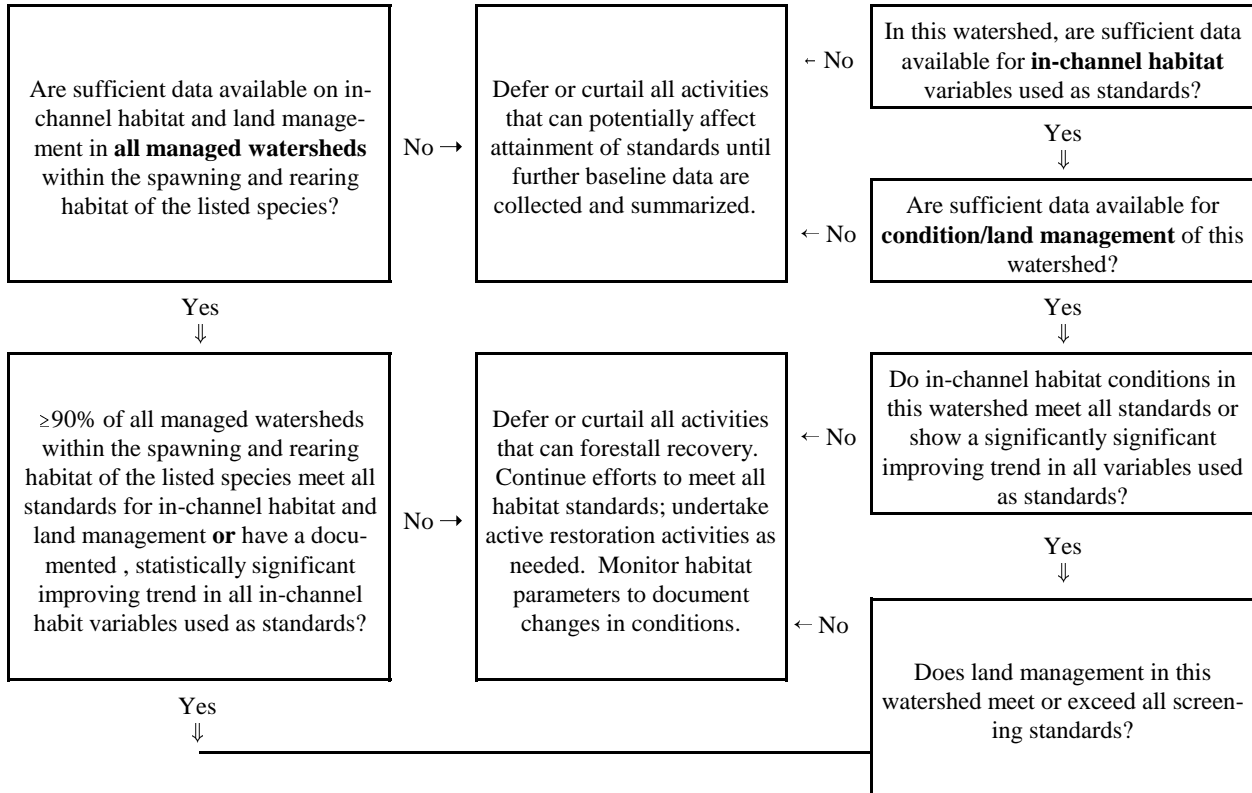 Are sufficient data available on in-
channel habitat and land manage-
ment in all managed watersheds
within the spawning and rearing
habitat of the listed species?
No →
Defer or curtail all activities
that can potentially affect
attainment of standards until
further baseline data are
collected and summarized.
← No
In this watershed, are sufficient data
available for in-channel habitat
variables used as standards?
Yes
⇓
← No
Are sufficient data available for
condition/land management of this
watershed?
Yes
⇓
Yes
⇓
≥90% of all managed watersheds
within the spawning and rearing
habitat of the listed species meet all
standards for in-channel habitat and
land management or have a docu-
mented , statistically significant
improving trend in all in-channel
habit variables used as standards?
No →
Defer or curtail all activities
that can forestall recovery.
Continue efforts to meet all
habitat standards; undertake
active restoration activities as
needed. Monitor habitat
parameters to document
changes in conditions.
← No
Do in-channel habitat conditions in
this watershed meet all standards or
show a significantly significant
improving trend in all variables used
as standards?
Yes
⇓
← No
Does land management in this
watershed meet or exceed all screen-
ing standards?
Yes
⇓